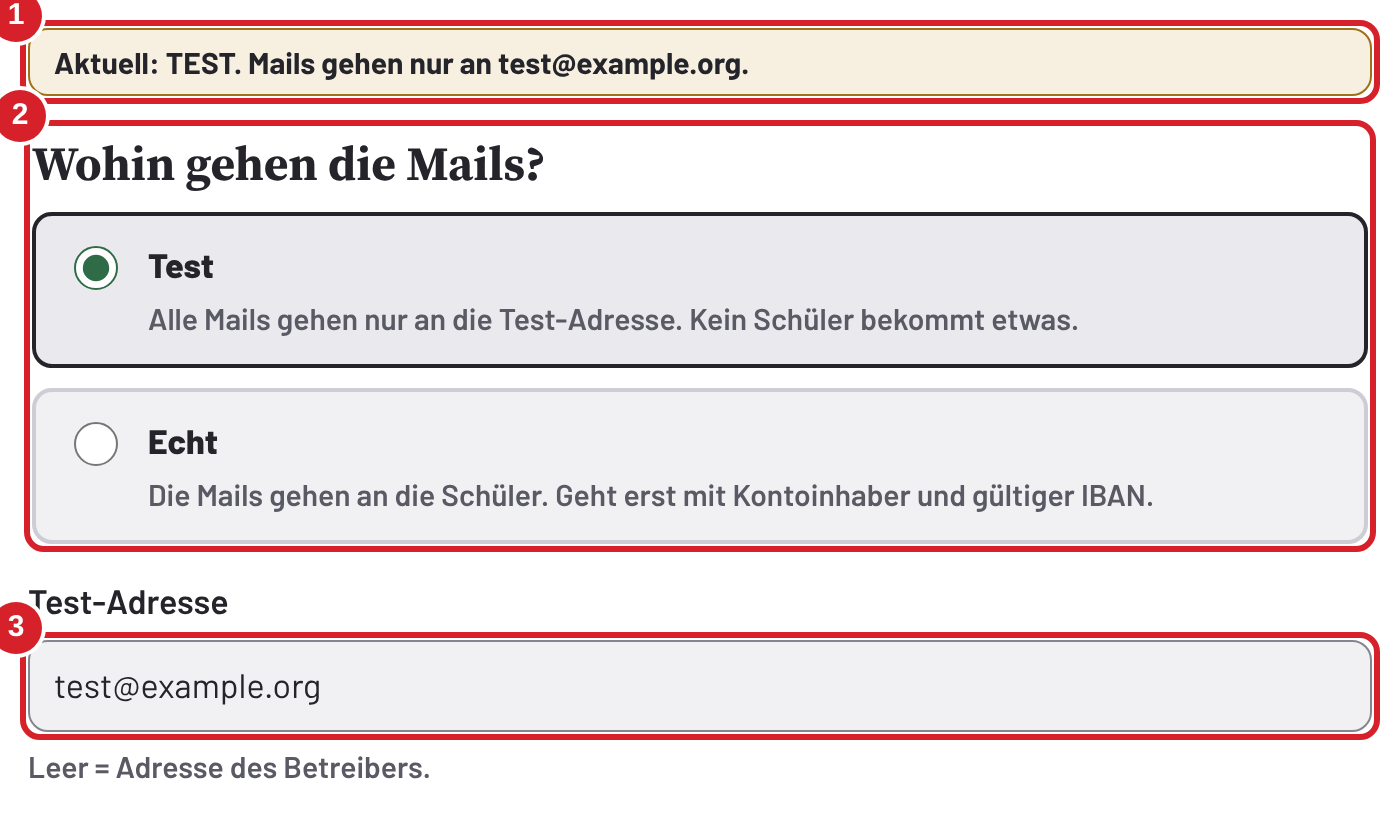 1
Aktuell: TEST. Mails gehen nur an test@example.org.
2
Wohin gehen die Mails?
Test
Alle Mails gehen nur an die Test-Adresse. Kein Schüler bekommt etwas.
Echt
Die Mails gehen an die Schüler. Geht erst mit Kontoinhaber und gültiger IBAN.
Test-Adresse
3
test@example.org
Leer = Adresse des Betreibers.